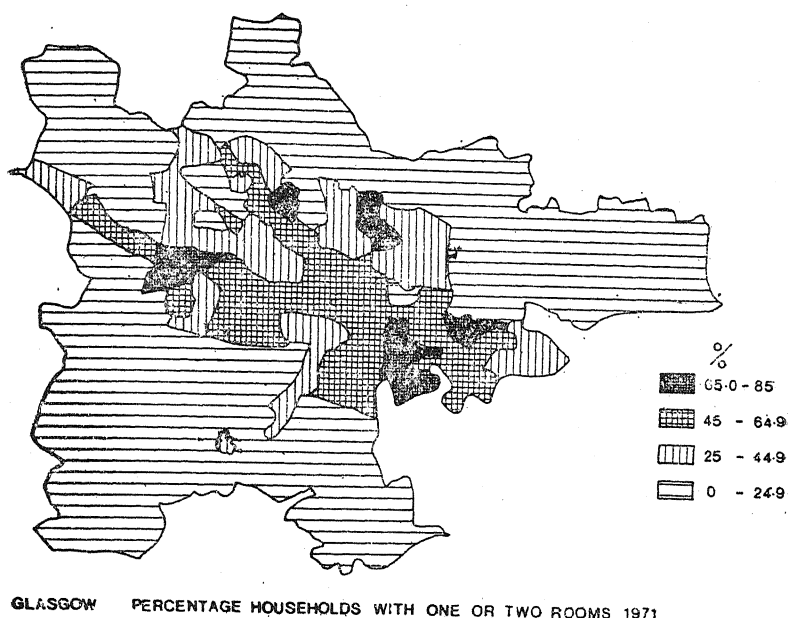 %
65·0 - 85
45 - 64·9
25 - 44·9
0 - 24·9
GLASGOW PERCENTAGE HOUSEHOLDS WITH ONE OR TWO ROOMS 1971